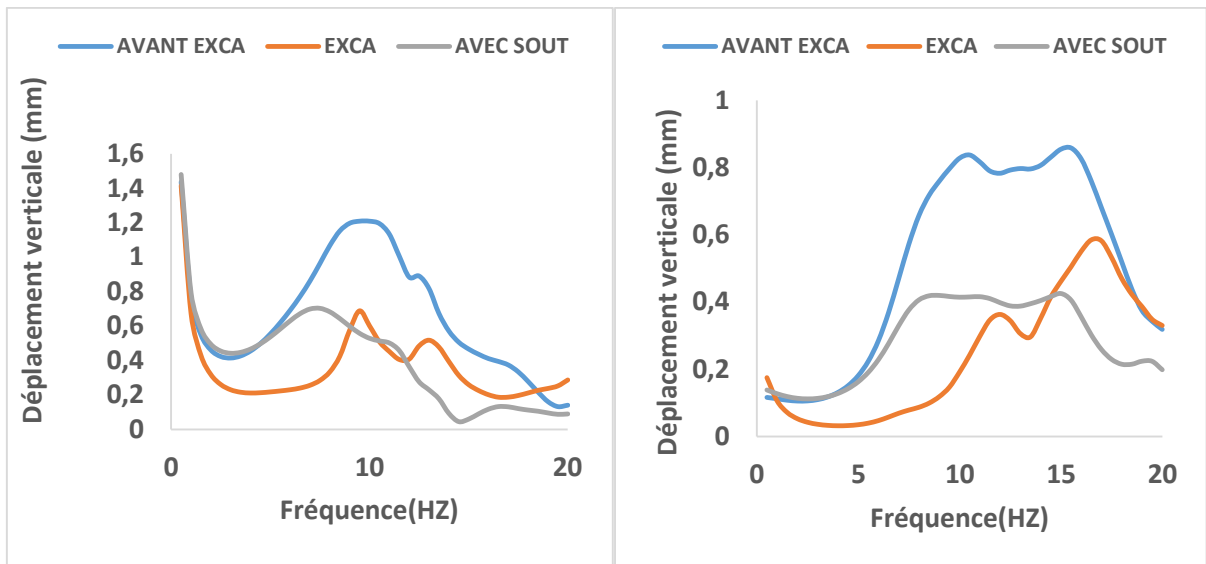 AVANT EXCA EXCA AVEC SOUT
Déplacement verticale (mm)
1,6
1,4
1,2
1
0,8
0,6
0,4
0,2
0
0 10 20
Fréquence(HZ)
AVANT EXCA EXCA AVEC SOUT
Déplacement verticale (mm)
1
0,8
0,6
0,4
0,2
0
0 5 10 15 20
Fréquence(HZ)